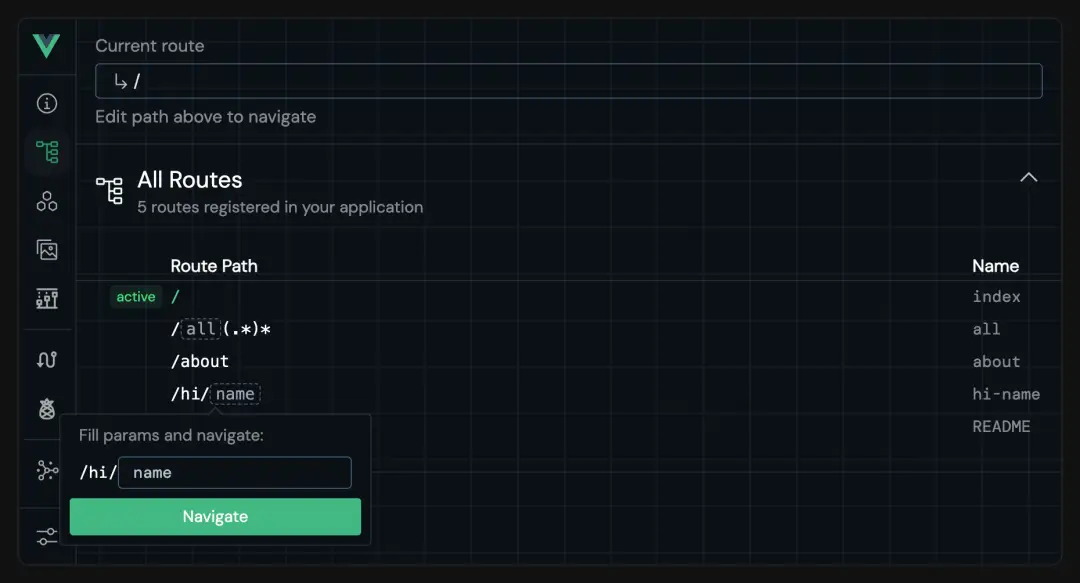 Current route
/
Edit path above to navigate
All Routes
5 routes registered in your application
Route Path Name
active / index
/all(.*)* all
/about about
/hi/name hi-name
README
Fill params and navigate:
/hi/ name
Navigate